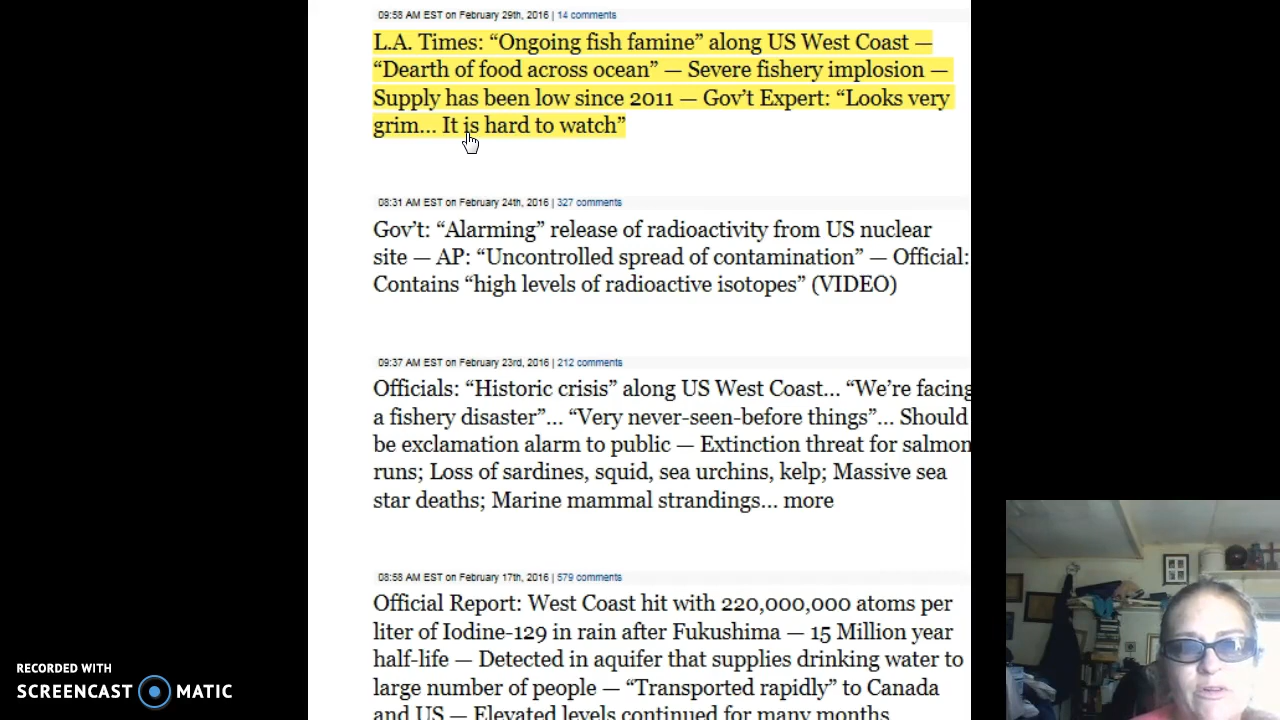 09:58 AM EST on February 29th, 2016 | 14 comments
L.A. Times: “Ongoing fish famine” along US West Coast —
“Dearth of food across ocean” — Severe fishery implosion —
Supply has been low since 2011 — Gov’t Expert: “Looks very
grim... It is hard to watch”
08:31 AM EST on February 24th, 2016 | 327 comments
Gov’t: “Alarming” release of radioactivity from US nuclear
site — AP: “Uncontrolled spread of contamination” — Official:
Contains “high levels of radioactive isotopes” (VIDEO)
09:37 AM EST on February 23rd, 2016 | 212 comments
Officials: “Historic crisis” along US West Coast... “We’re facing
a fishery disaster”... “Very never-seen-before things”... Should
be exclamation alarm to public — Extinction threat for salmon
runs; Loss of sardines, squid, sea urchins, kelp; Massive sea
star deaths; Marine mammal strandings... more
08:58 AM EST on February 17th, 2016 | 579 comments
Official Report: West Coast hit with 220,000,000 atoms per
liter of Iodine-129 in rain after Fukushima — 15 Million year
half-life — Detected in aquifer that supplies drinking water to
large number of people — “Transported rapidly” to Canada
and US — Elevated levels continued for many months
RECORDED WITH
SCREENCAST MATIC